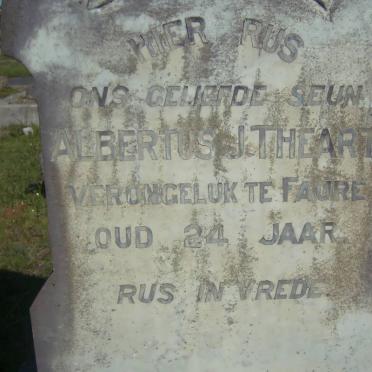 HIER RUS
ONS GELIEFDE SEUN
ALBERTUS J. THEART
VERONGELUK TE FAURE
OUD 24 JAAR.
RUS IN VREDE.